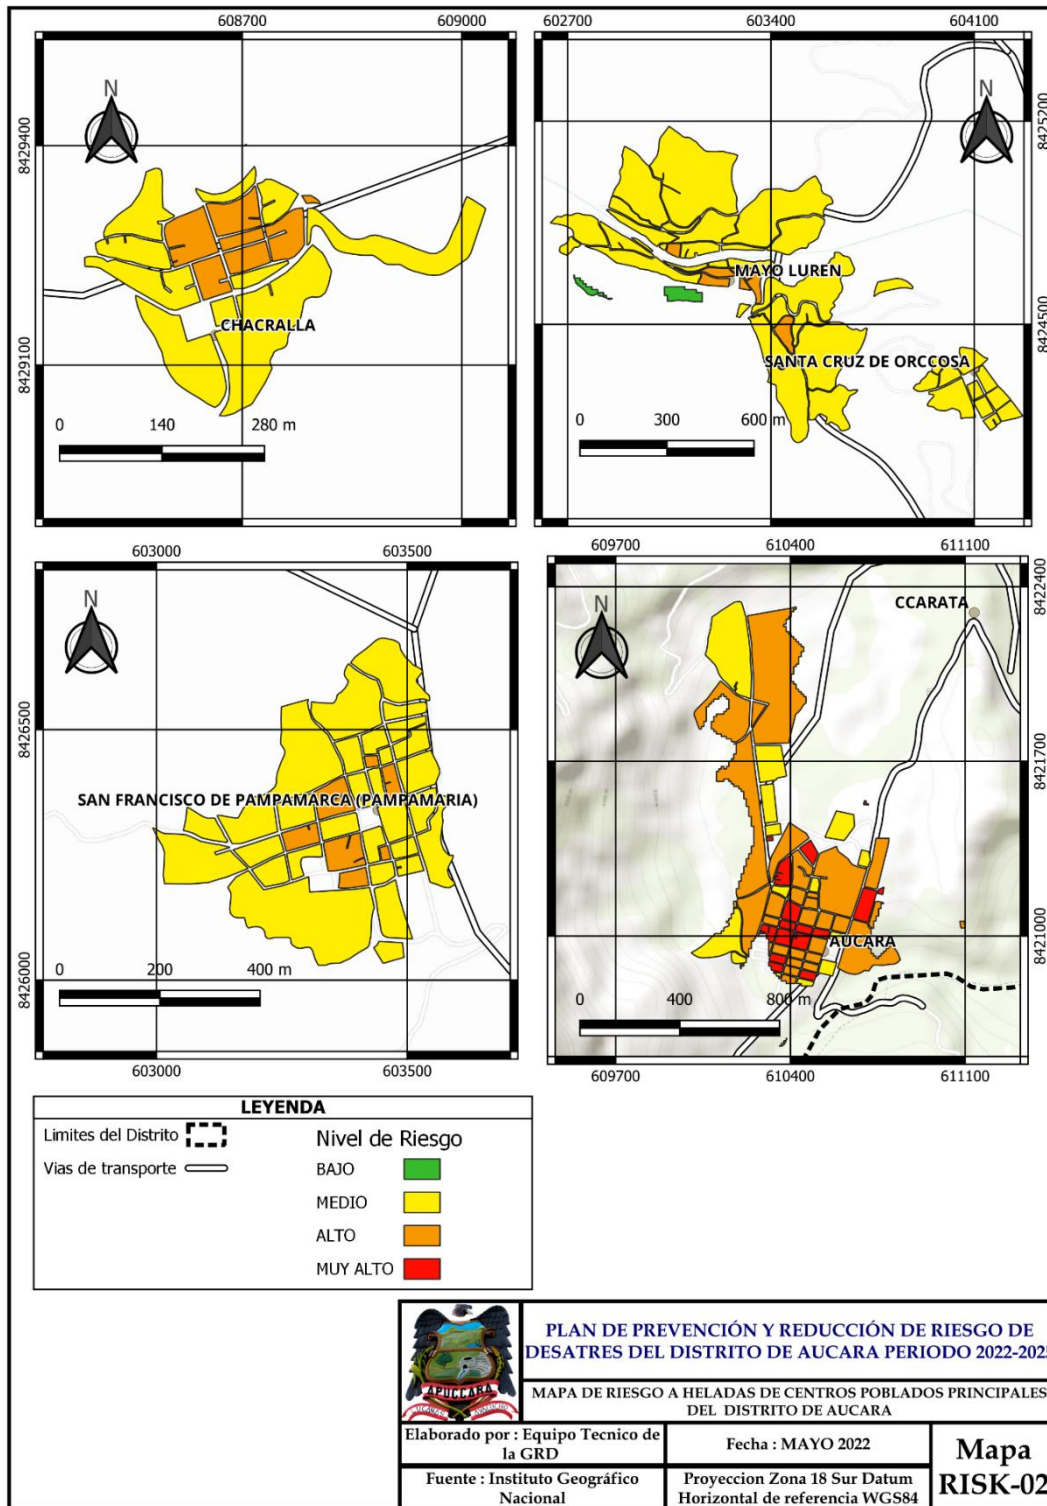 608700
609000
8429400
8429100
N
CHACRALLA
0 140 280 m
602700
603400
604100
8425200
8424500
N
MAYO LUREN
SANTA CRUZ DE ORCCOSA
0 300 600 m
603000
603500
8426500
8426000
N
SAN FRANCISCO DE PAMPAMARCA (PAMPAMARIA)
0 200 400 m
603000
603500
609700
610400
611100
8422400
8421700
8421000
N
CCARATA
AUCARA
0 400 800 m
609700
610400
611100
LEYENDA
Limites del Distrito
Vias de transporte
Nivel de Riesgo
BAJO
MEDIO
ALTO
MUY ALTO
APUCCARA
PLAN DE PREVENCIÓN Y REDUCCIÓN DE RIESGO DE
DESATRES DEL DISTRITO DE AUCARA PERIODO 2022-202
MAPA DE RIESGO A HELADAS DE CENTROS POBLADOS PRINCIPALES
DEL DISTRITO DE AUCARA
Elaborado por : Equipo Tecnico de
la GRD
Fecha : MAYO 2022
Fuente : Instituto Geográfico
Nacional
Proyeccion Zona 18 Sur Datum
Horizontal de referencia WGS84
Mapa
RISK-02